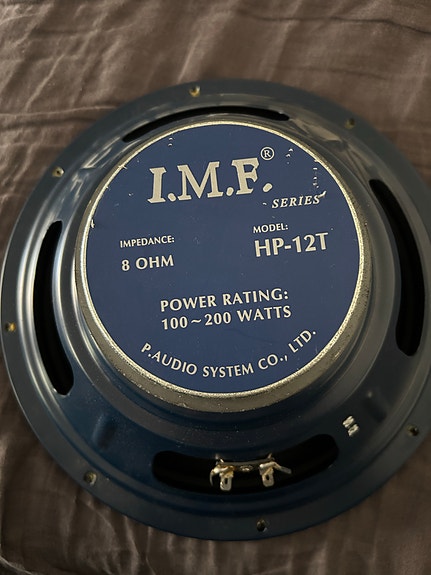 I.M.F.®
SERIES
IMPEDANCE:
8 OHM
MODEL:
HP-12T
POWER RATING:
100~200 WATTS
P.AUDIO SYSTEM CO., LTD.